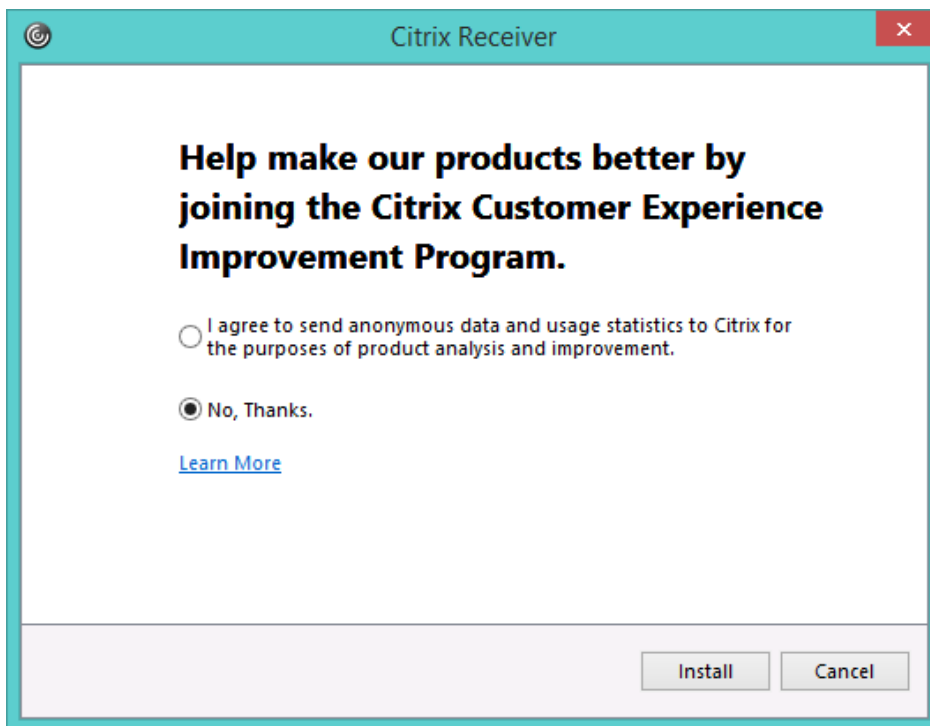 Citrix Receiver
Help make our products better by
joining the Citrix Customer Experience
Improvement Program.
I agree to send anonymous data and usage statistics to Citrix for
the purposes of product analysis and improvement.
No, Thanks.
Learn More
Install Cancel